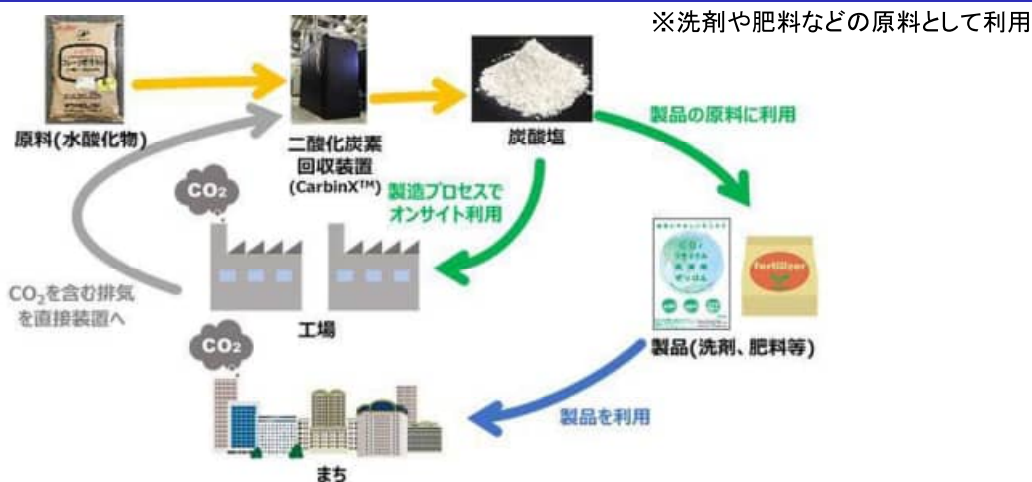 ※洗剤や肥料などの原料として利用
原料(水酸化物)
二酸化炭素
回収装置
(CarbinX™)
炭酸塩
製品の原料に利用
CO₂
製造プロセスで
オンサイト利用
CO₂を含む排気
を直接装置へ
工場
fertilizer
製品(洗剤、肥料等)
CO₂
製品を利用
まち